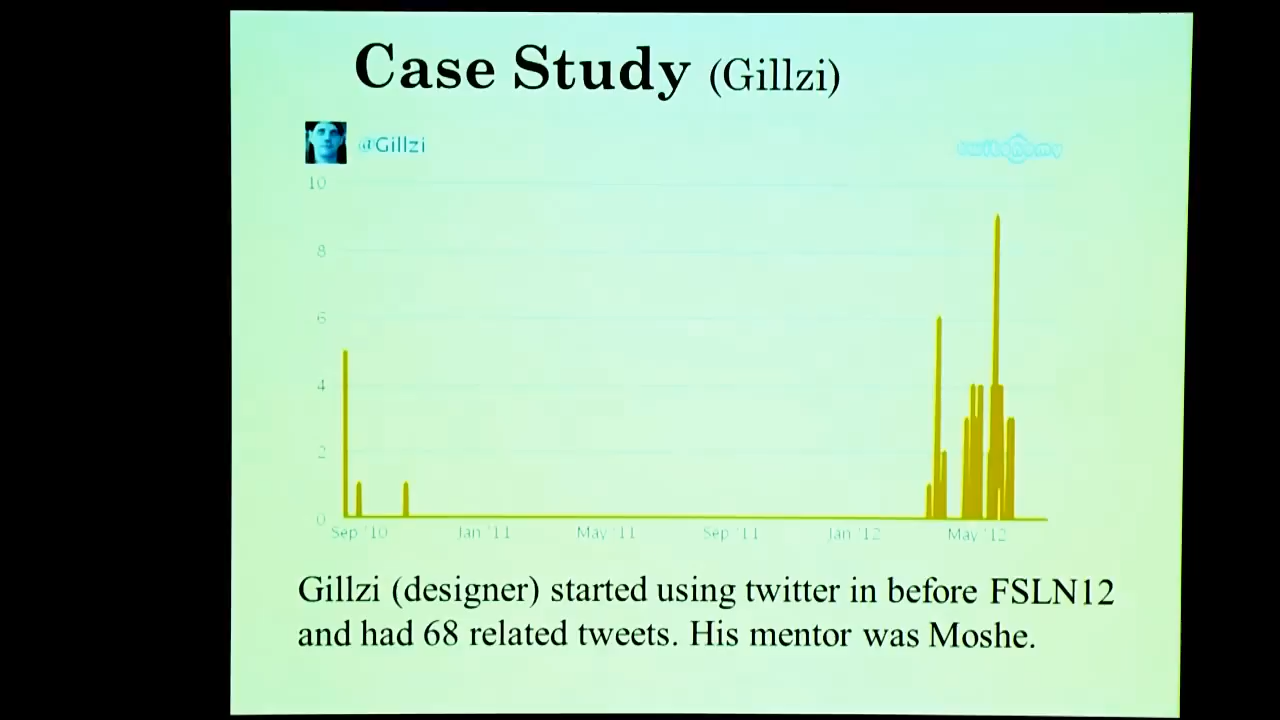 Case Study (Gillzi)
@Gillzi
twitonomy
10
8
6
4
2
0
Sep '10 Jan '11 May '11 Sep '11 Jan '12 May '12
Gillzi (designer) started using twitter in before FSLN12
and had 68 related tweets. His mentor was Moshe.